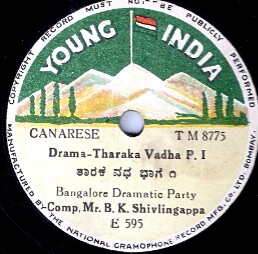 COPYRIGHT RECORD MUST NOT BE PUBLICLY PERFORMED
YOUNG INDIA
CANARESE TM 8775
Drama-Tharaka Vadha P. I
ತಾರಕ ವಧ ಭಾಗ ೧
Bangalore Dramatic Party
Comp. Mr. B. K. Shivlingappa
E 595
MANUFACTURED BY THE NATIONAL GRAMOPHONE RECORD MFG. CO. LTD. BOMBAY.